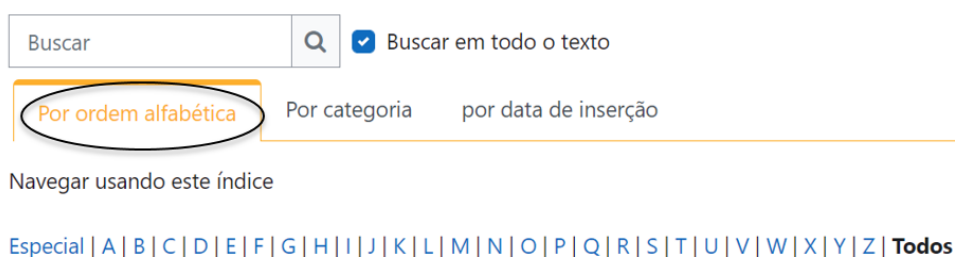 Buscar
Buscar em todo o texto
Por ordem alfabética Por categoria por data de inserção
Navegar usando este índice
Especial | A | B | C | D | E | F | G | H | I | J | K | L | M | N | O | P | Q | R | S | T | U | V | W | X | Y | Z | Todos